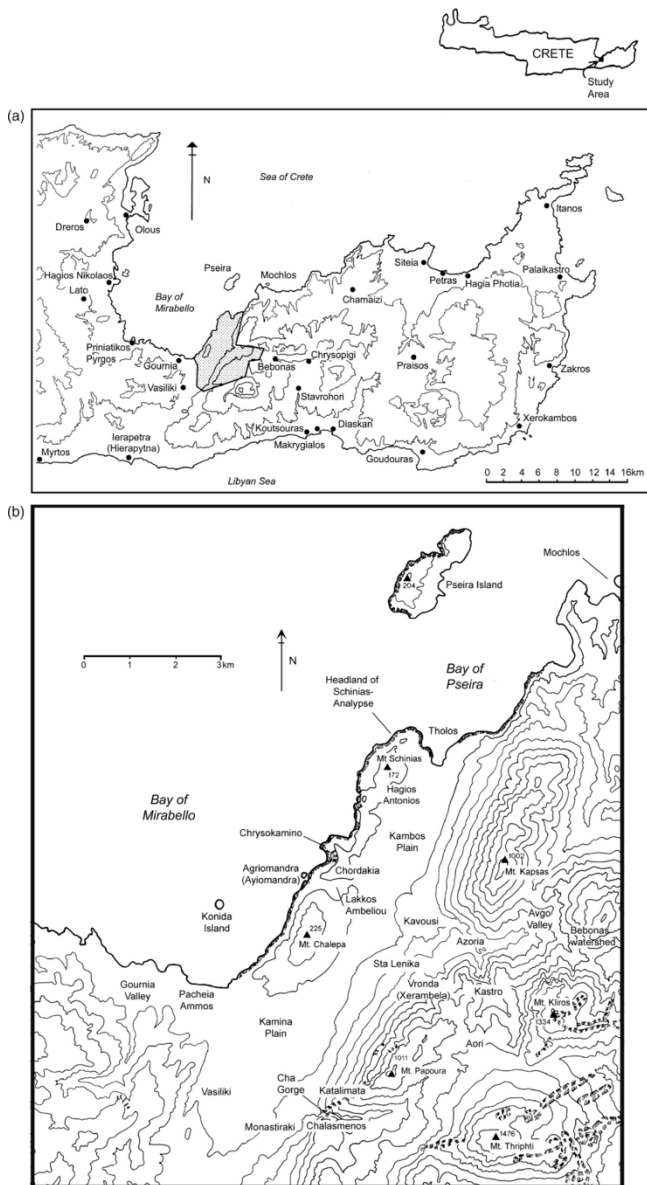 CRETE
Study
Area
(a)
N
Sea of Crete
Itanos
Olous
Dreros
Siteia
Pseira
Mochlos
Palaikastro
Hagios Nikolaos
Petras
Hagia Photia
Lato
Bay of
Mirabello
Chamaizi
Priniatikos
Pyrgos
Gournia
Bebonas
Chrysopigi
Praisos
Zakros
Vasiliki
Stavrohori
Xerokambos
Ierapetra
(Hierapytna)
Koutsouras
Diaskari
Makrygialos
Goudouras
Myrtos
Libyan Sea
0 2 4 6 8 10 12 14 16km
(b)
Mochlos
204
Pseira Island
0 1 2 3km
N
Bay of
Pseira
Headland of
Schinias-
Analypse
Tholos
Mt Schinias
172
Hagios
Antonios
Bay of
Mirabello
Kambos
Plain
Chrysokamino
1002
Mt. Kapsas
Agriomandra
(Ayiomandra)
Chordakia
Lakkos
Ambeliou
Konida
Island
Avgo
Valley
Kavousi
Bebonas
watershed
225
Mt. Chalepa
Azoria
Sta Lenika
Gournia
Valley
Pacheia
Ammos
Vronda
(Xerambela)
Kastro
Mt. Kliros
1334
Kamina
Plain
Aori
1011
Mt. Papoura
Vasiliki
Cha
Gorge
Katalimata
Monastiraki
Chalasmenos
1476
Mt. Thriphti